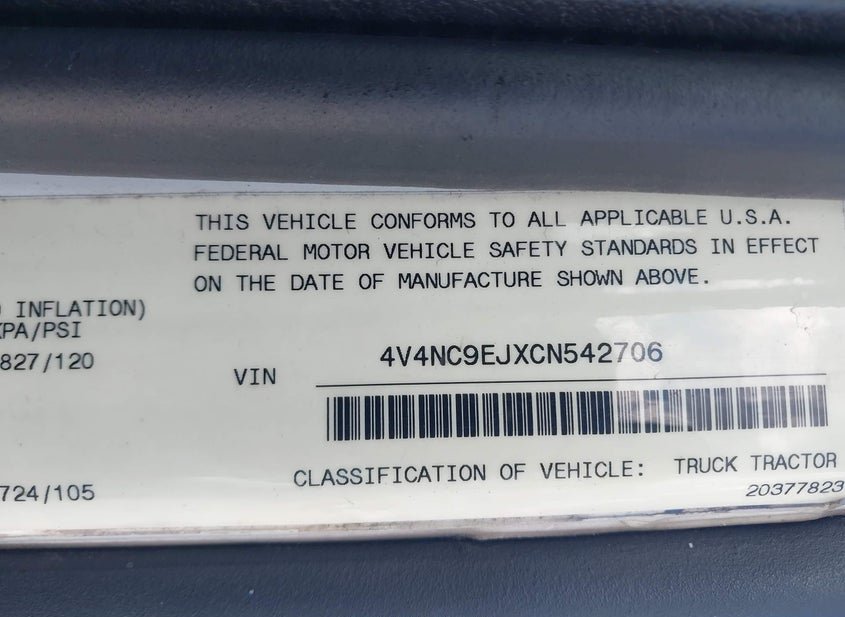 THIS VEHICLE CONFORMS TO ALL APPLICABLE U.S.A.
FEDERAL MOTOR VEHICLE SAFETY STANDARDS IN EFFECT
ON THE DATE OF MANUFACTURE SHOWN ABOVE.
INFLATION)
KPA/PSI
827/120
VIN 4V4NC9EJXCN542706
CLASSIFICATION OF VEHICLE: TRUCK TRACTOR
724/105
20377823